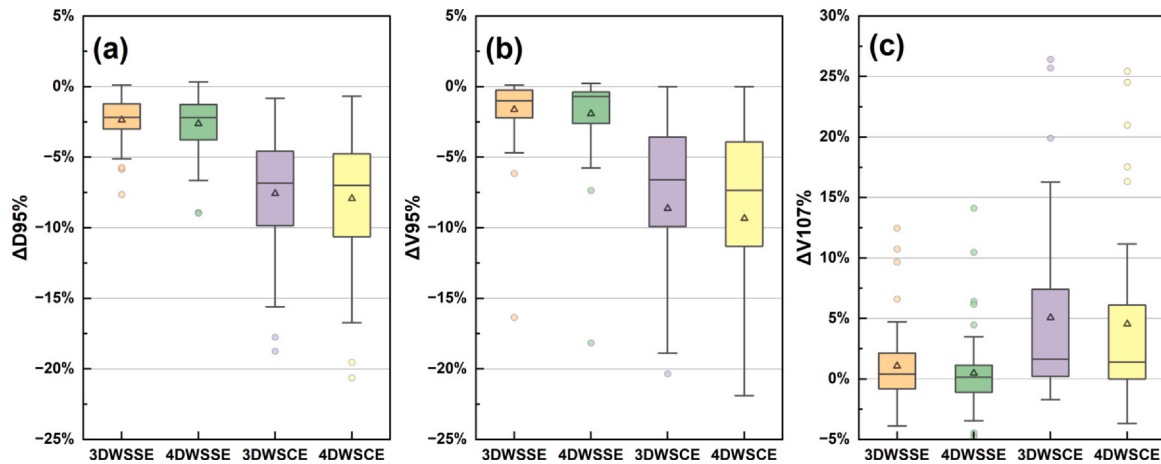 (a)
ΔD95%
5%
0%
−5%
−10%
−15%
−20%
−25%
3DWSSE 4DWSSE 3DWSCE 4DWSCE
(b)
ΔV95%
5%
0%
−5%
−10%
−15%
−20%
−25%
3DWSSE 4DWSSE 3DWSCE 4DWSCE
(c)
ΔV107%
30%
25%
20%
15%
10%
5%
0%
−5%
3DWSSE 4DWSSE 3DWSCE 4DWSCE